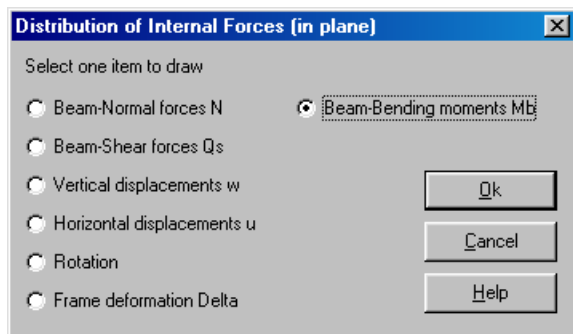 Distribution of Internal Forces (in plane)
Select one item to draw
Beam-Normal forces N
Beam-Bending moments Mb
Beam-Shear forces Qs
Vertical displacements w
Horizontal displacements u
Rotation
Frame deformation Delta
Ok
Cancel
Help